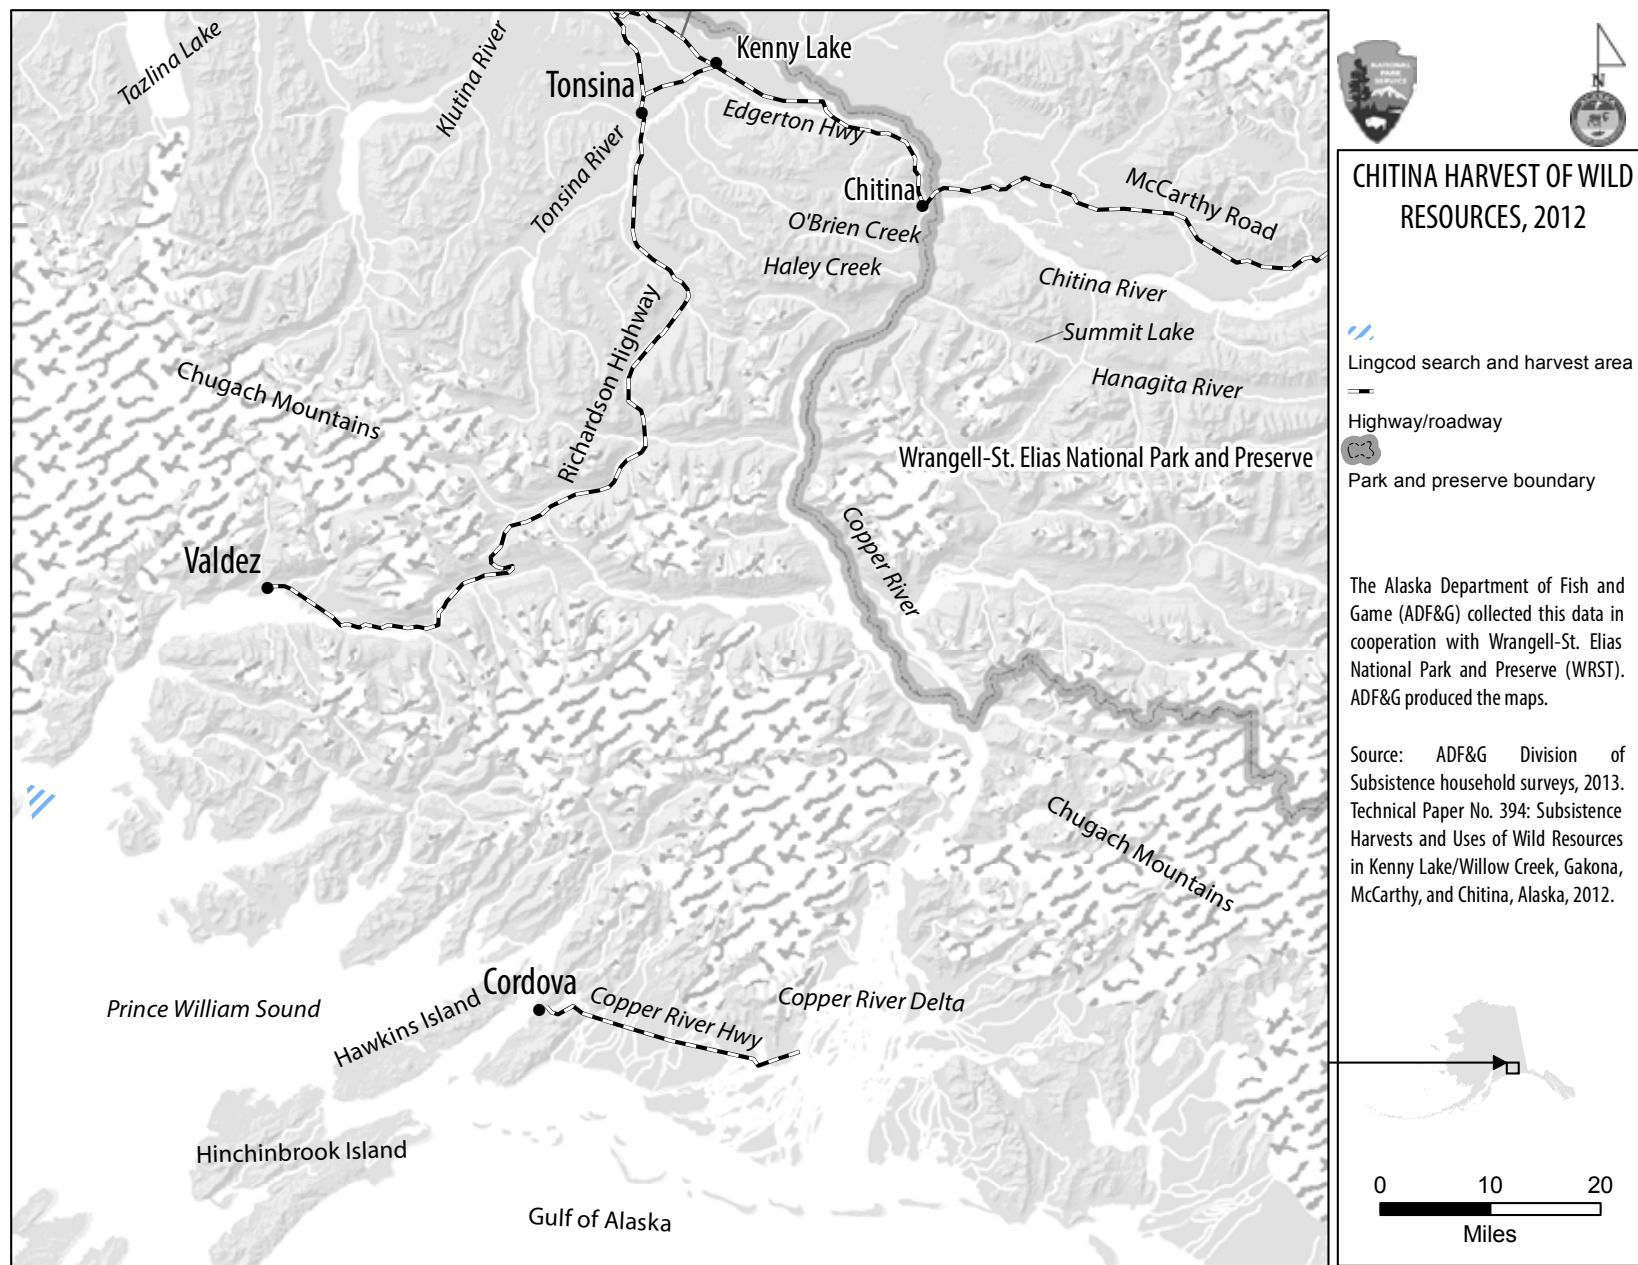 Tazlina Lake
Klutina River
Kenny Lake
Tonsina
Edgerton Hwy
Tonsina River
Chitina
McCarthy Road
O'Brien Creek
Haley Creek
Chitina River
Summit Lake
Richardson Highway
Hanagita River
Chugach Mountains
Wrangell-St. Elias National Park and Preserve
Copper River
Valdez
Chugach Mountains
Cordova
Prince William Sound
Hawkins Island
Copper River Hwy
Copper River Delta
Hinchinbrook Island
Gulf of Alaska
NATIONAL
PARK
SERVICE
N
CHITINA HARVEST OF WILD
RESOURCES, 2012
Lingcod search and harvest area
Highway/roadway
Park and preserve boundary
The Alaska Department of Fish and
Game (ADF&G) collected this data in
cooperation with Wrangell-St. Elias
National Park and Preserve (WRST).
ADF&G produced the maps.
Source: ADF&G Division of
Subsistence household surveys, 2013.
Technical Paper No. 394: Subsistence
Harvests and Uses of Wild Resources
in Kenny Lake/Willow Creek, Gakona,
McCarthy, and Chitina, Alaska, 2012.
0 10 20
Miles